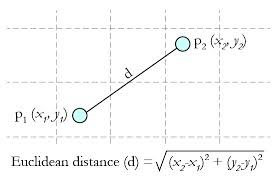 P₂ (x₂,y₂)
d
P₁ (x₁,y₁)
Euclidean distance (d) = √(x₂-x₁)² + (y₂-y₁)²